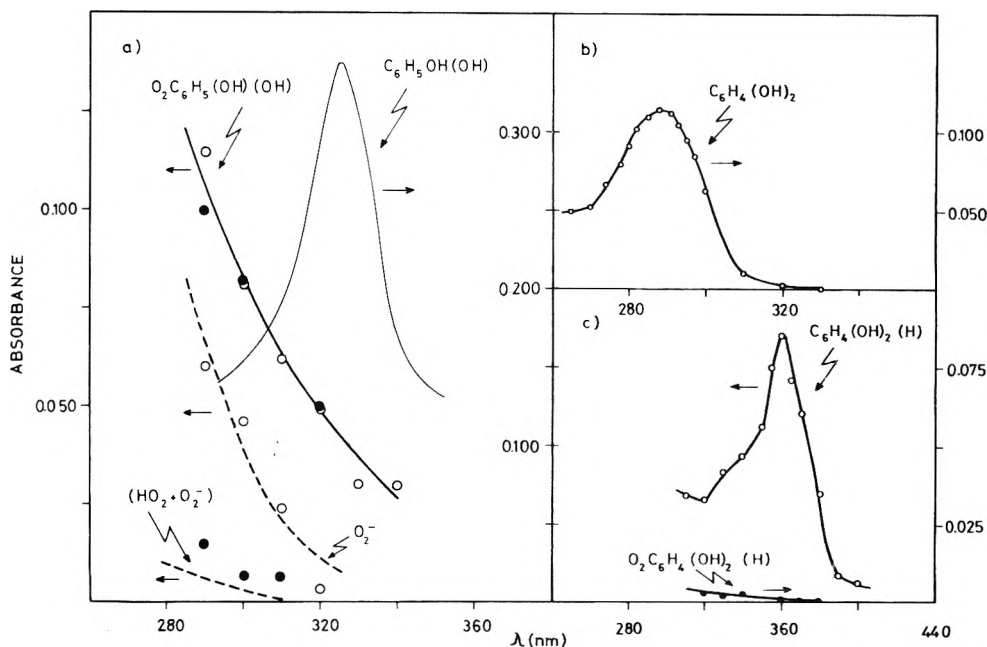 a)
O₂C₆H₅(OH)(OH)
C₆H₅OH(OH)
0.100
ABSORBANCE
0.050
(HO₂+O₂⁻)
O₂⁻
280
320
360
λ(nm)
b)
C₆H₄(OH)₂
0.300
0.100
0.050
0.200
280
320
c)
C₆H₄(OH)₂(H)
0.075
0.100
O₂C₆H₄(OH)₂(H)
0.025
280
360
440